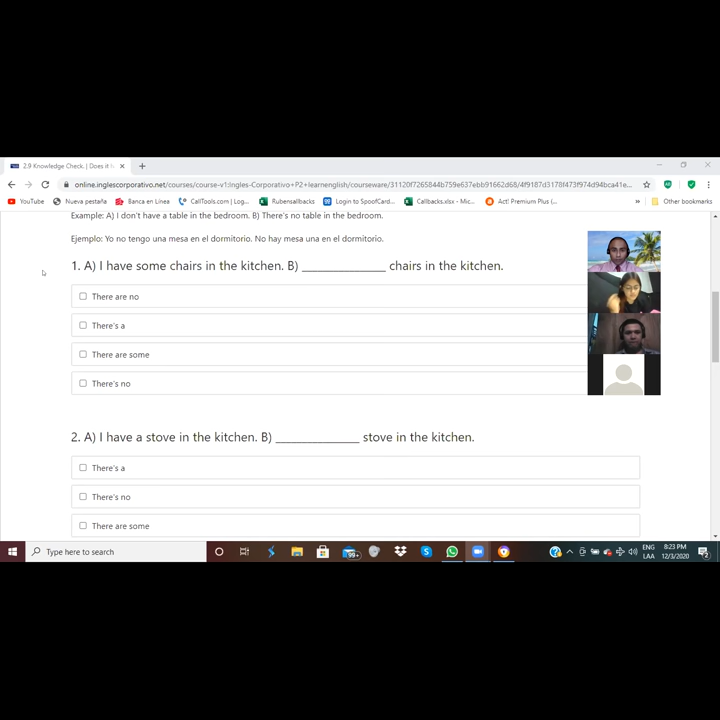 2.9 Knowledge Check. | Does it
online.inglescorporativo.net/courses/course-v1:Ingles-Corporativo+P2+learnenglish/courseware/31120f7265844b759e637ebb91662d68/4f9187d3178f473f974d94bca41e...
YouTube Nueva pestaña Banca en Línea CallTools.com | Log... Rubensallbacks Login to SpoofCard... Callbacks.xlsx - Mic... Act! Premium Plus (... » Other bookmarks
Example: A) I don't have a table in the bedroom. B) There's no table in the bedroom.
Ejemplo: Yo no tengo una mesa en el dormitorio. No hay mesa una en el dormitorio.
1. A) I have some chairs in the kitchen. B) _______________ chairs in the kitchen.
There are no
There's a
There are some
There's no
2. A) I have a stove in the kitchen. B) _______________ stove in the kitchen.
There's a
There's no
There are some
Type here to search
99+
ENG 8:23 PM
LAA 12/3/2020
2